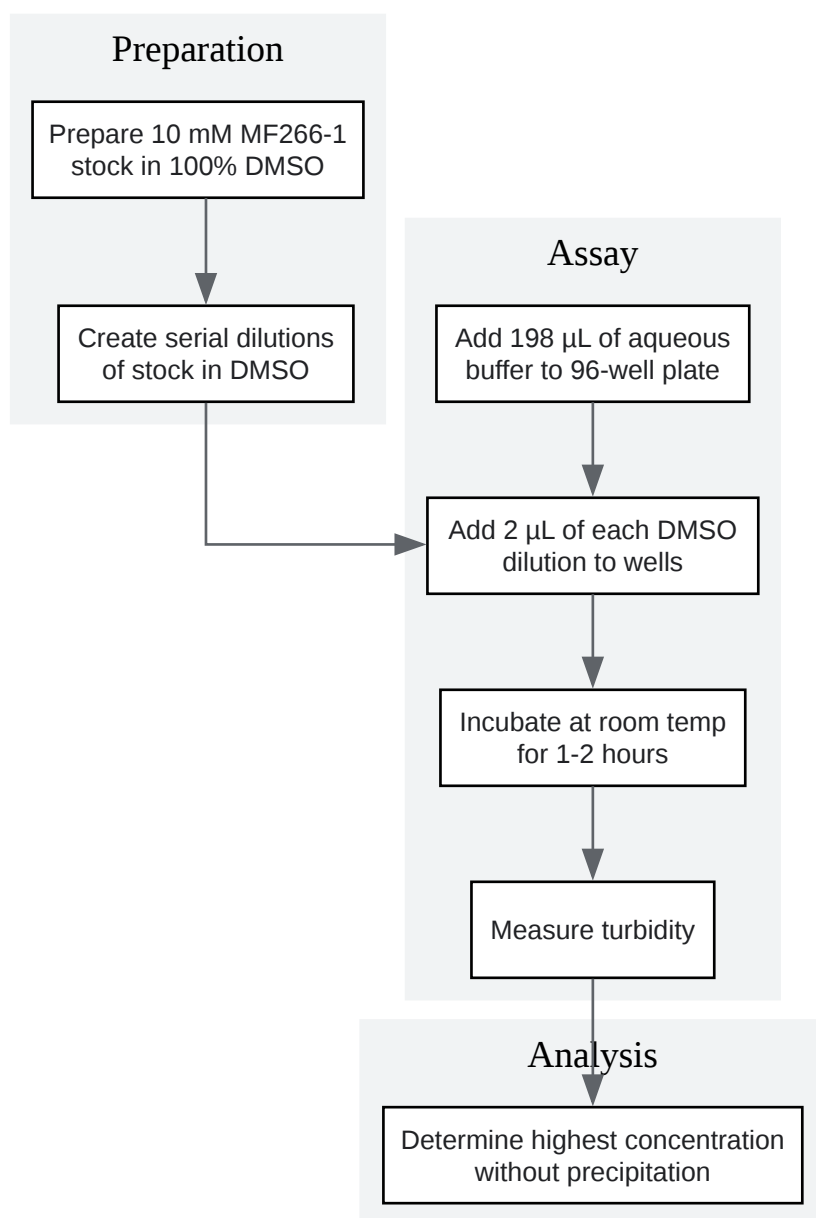 Preparation
Prepare 10 mM MF266-1
stock in 100% DMSO
Create serial dilutions
of stock in DMSO
Assay
Add 198 µL of aqueous
buffer to 96-well plate
Add 2 µL of each DMSO
dilution to wells
Incubate at room temp
for 1-2 hours
Measure turbidity
Analysis
Determine highest concentration
without precipitation